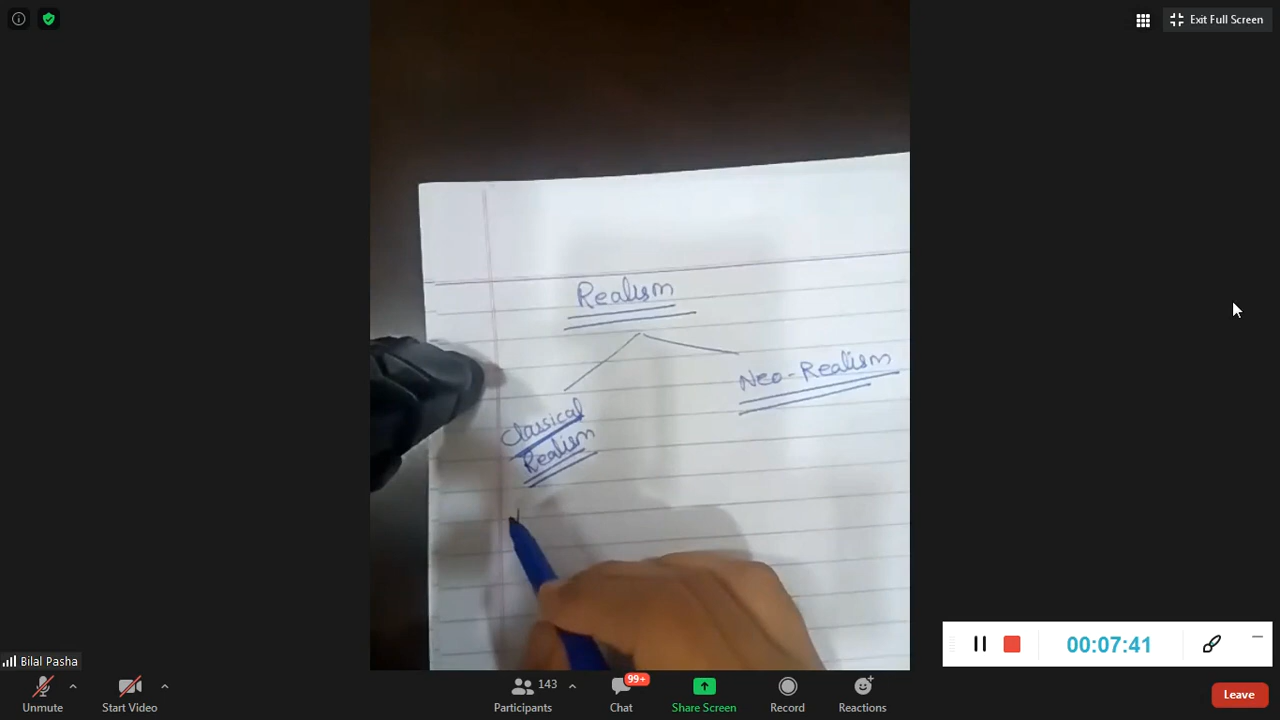 Exit Full Screen
Realism
Neo-Realism
Classical
Realism
00:07:41
Bilal Pasha
143
99+
Unmute
Start Video
Participants
Chat
Share Screen
Record
Reactions
Leave